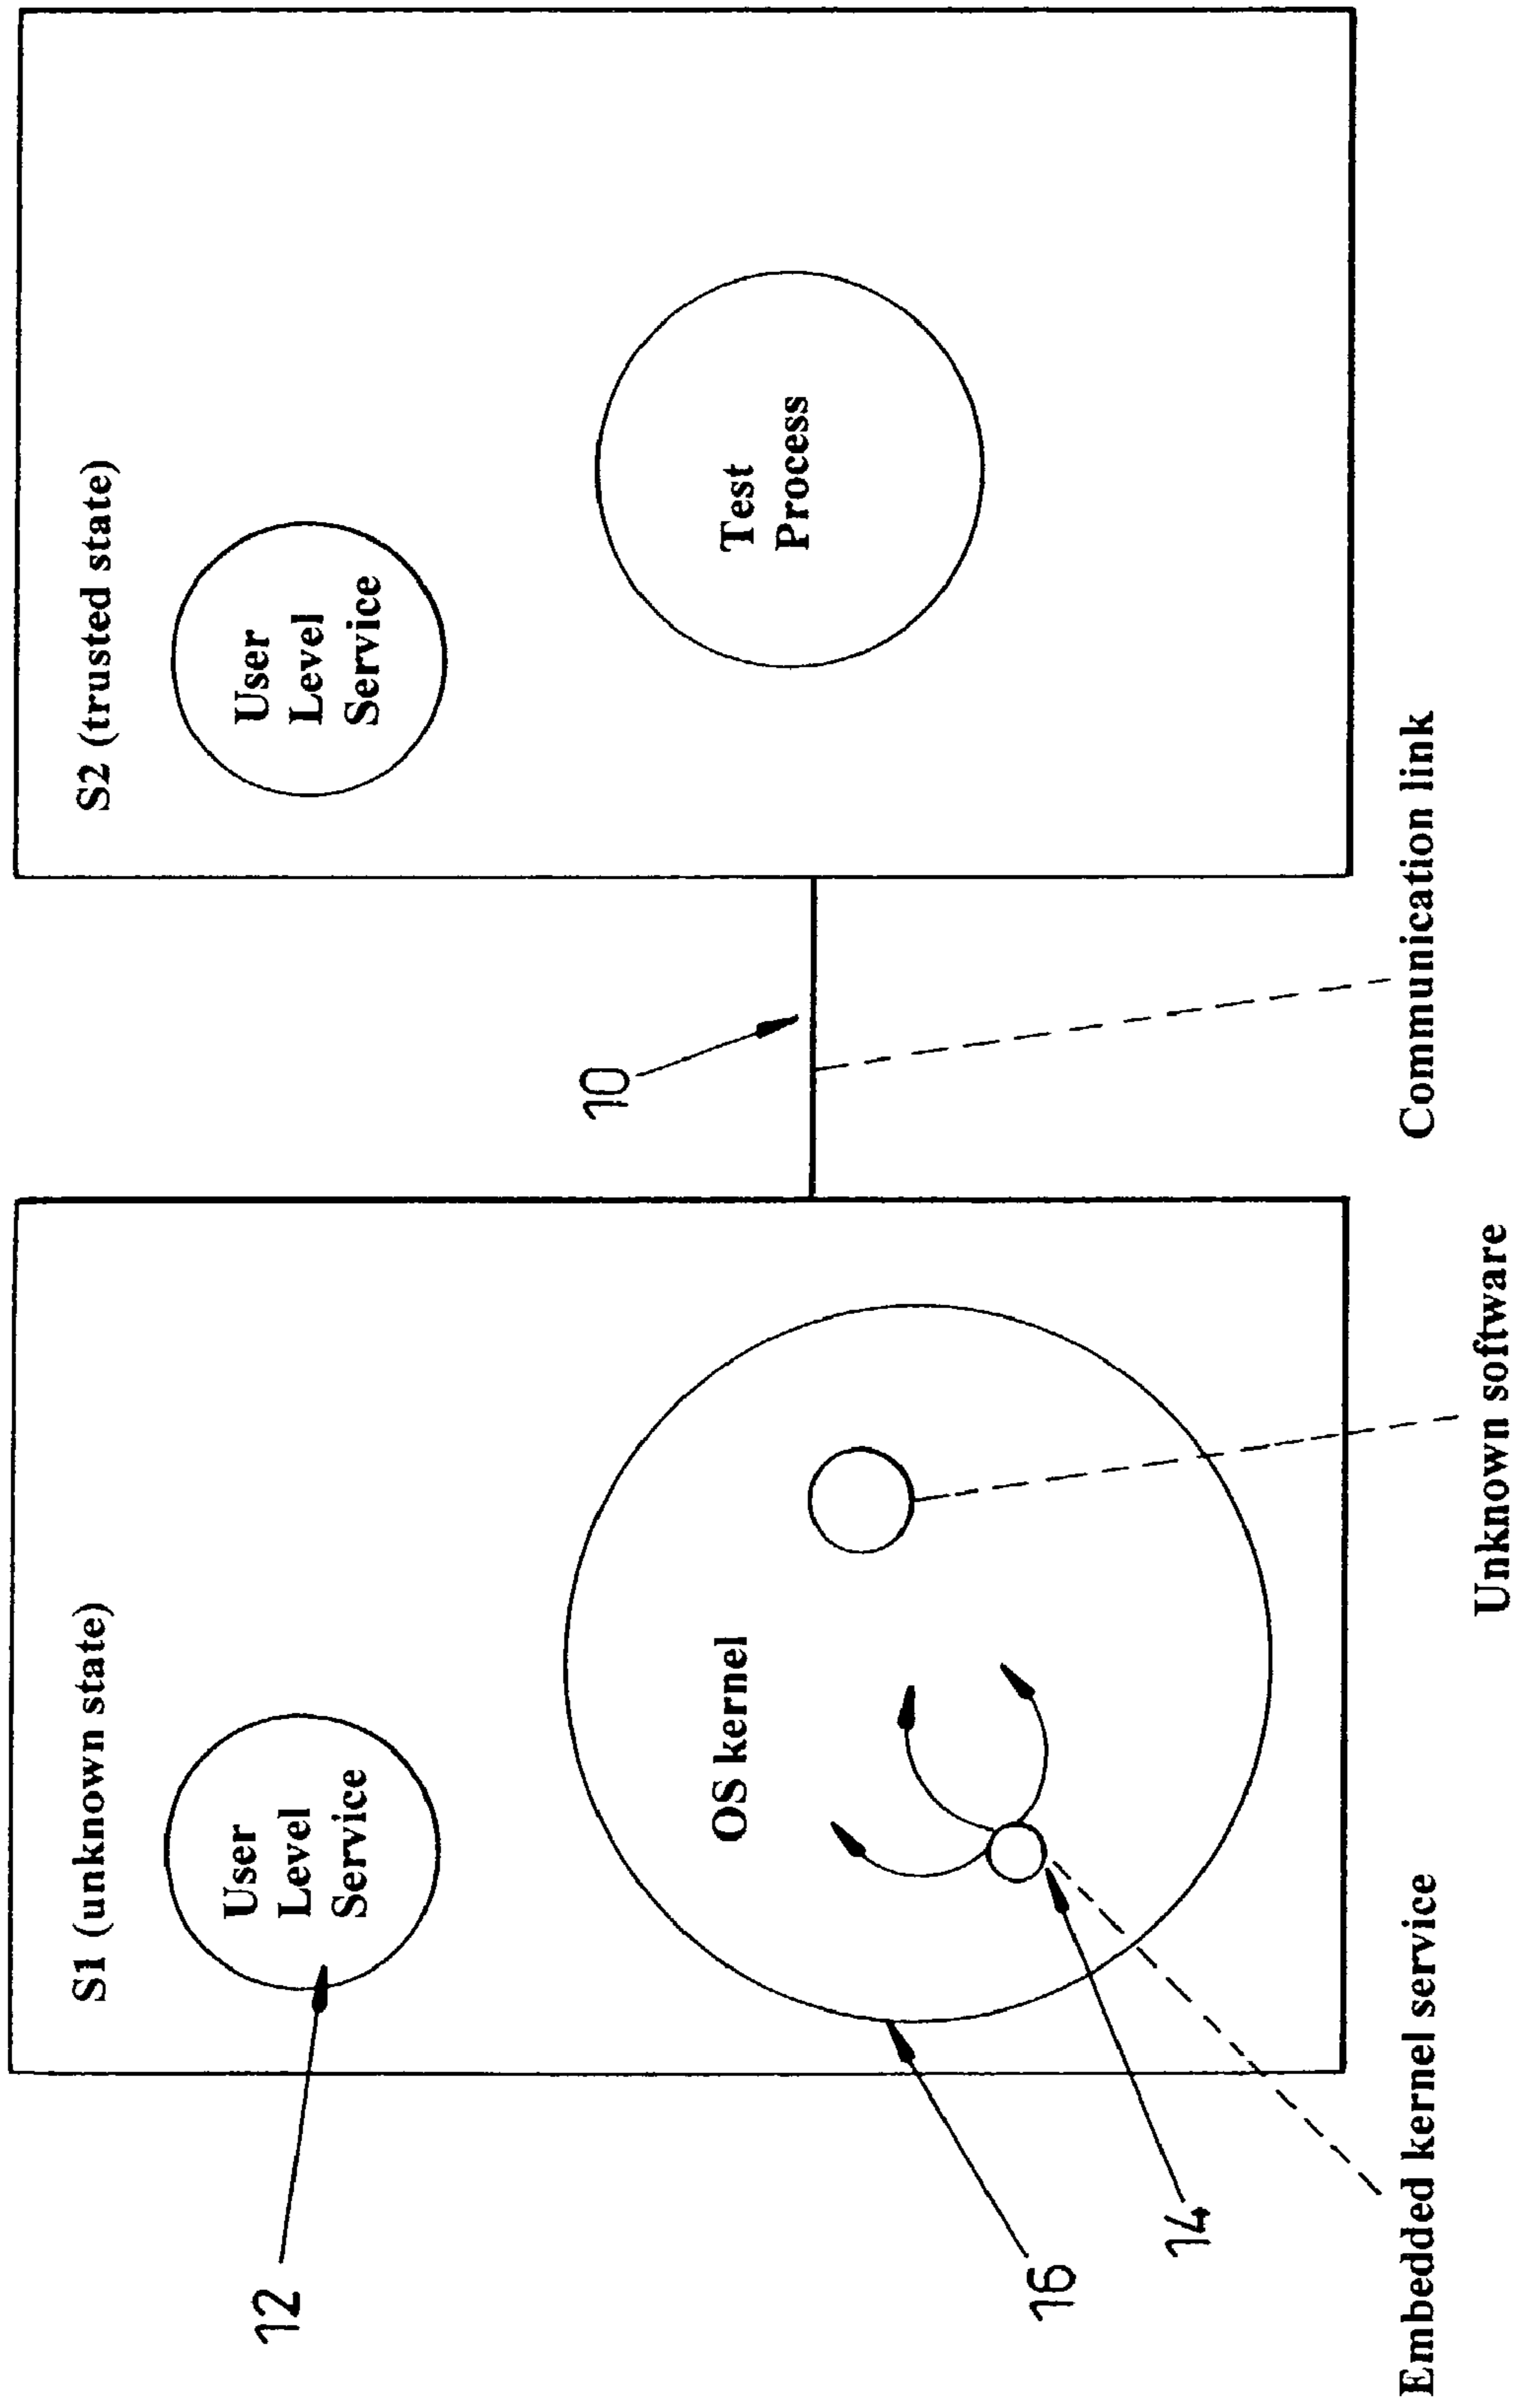 S1 (unknown state)
S2 (trusted state)
12
User
Level
Service
User
Level
Service
10
OS kernel
Test
Process
16
14
Embedded kernel service
Unknown software
Communication link